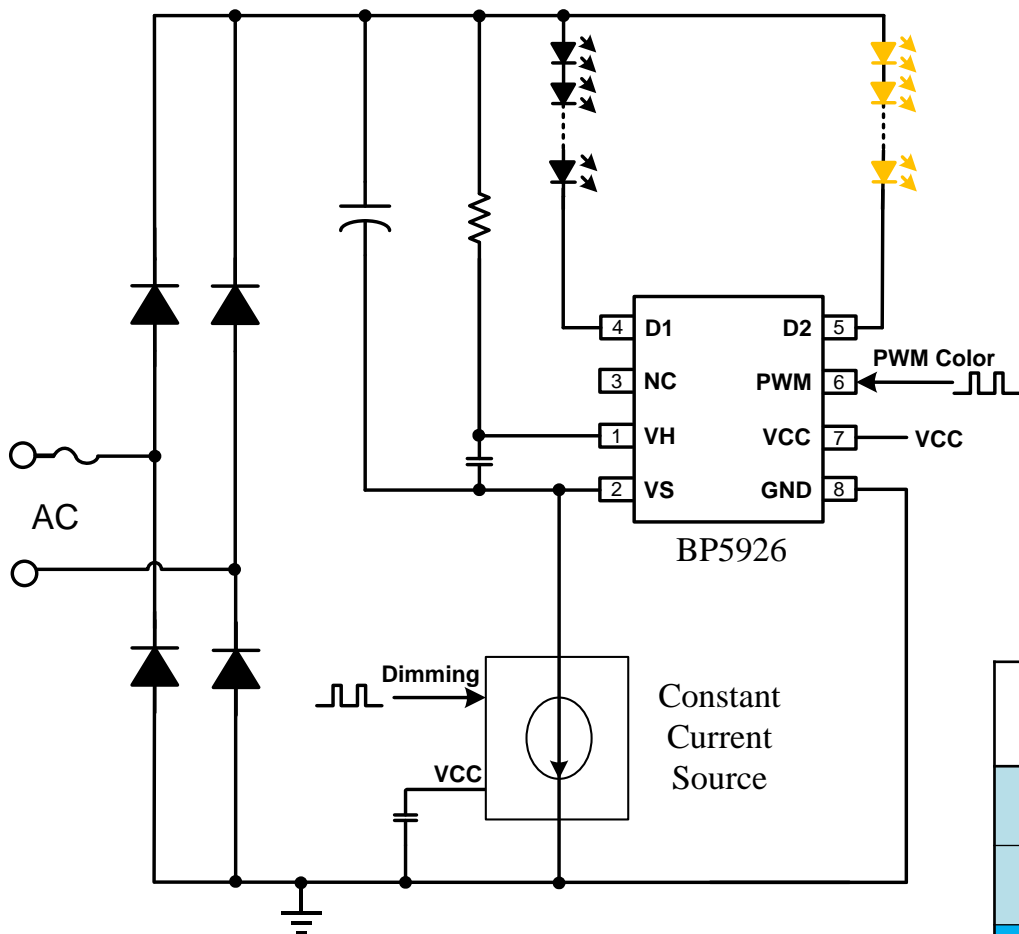 4 D1 D2 5
PWM Color
3 NC PWM 6
1 VH VCC 7 VCC
2 VS GND 8
AC
BP5926
Dimming
VCC
Constant
Current
Source